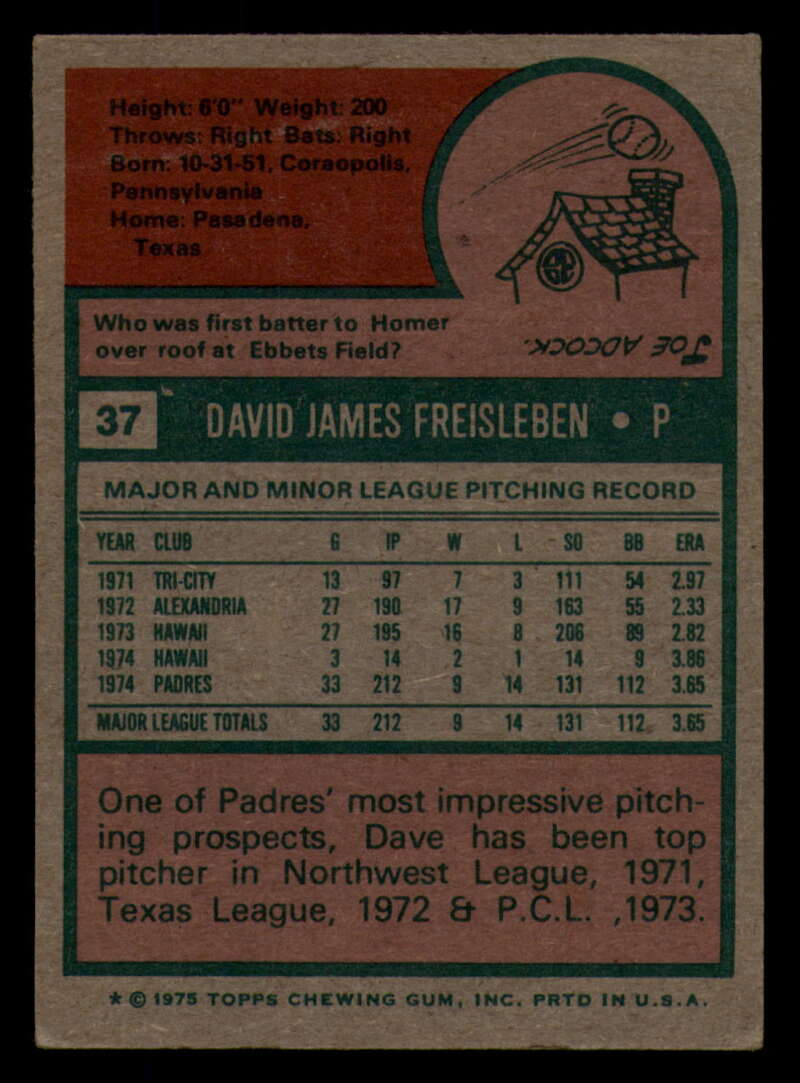 Height: 6'0" Weight: 200
Throws: Right Bats: Right
Born: 10-31-51, Coraopolis,
Pennsylvania
Home: Pasadena,
Texas
Who was first batter to Homer
over roof at Ebbets Field?
JOE ADCOCK.
37 DAVID JAMES FREISLEBEN • P
MAJOR AND MINOR LEAGUE PITCHING RECORD
YEAR CLUB G IP W L SO BB ERA
1971 TRI-CITY 13 97 7 3 111 54 2.97
1972 ALEXANDRIA 27 190 17 9 163 55 2.33
1973 HAWAII 27 195 16 8 206 89 2.82
1974 HAWAII 3 14 2 1 14 9 3.86
1974 PADRES 33 212 9 14 131 112 3.65
MAJOR LEAGUE TOTALS 33 212 9 14 131 112 3.65
One of Padres' most impressive pitch-
ing prospects, Dave has been top
pitcher in Northwest League, 1971,
Texas League, 1972 & P.C.L. ,1973.
* © 1975 TOPPS CHEWING GUM, INC. PRTD IN U.S.A.